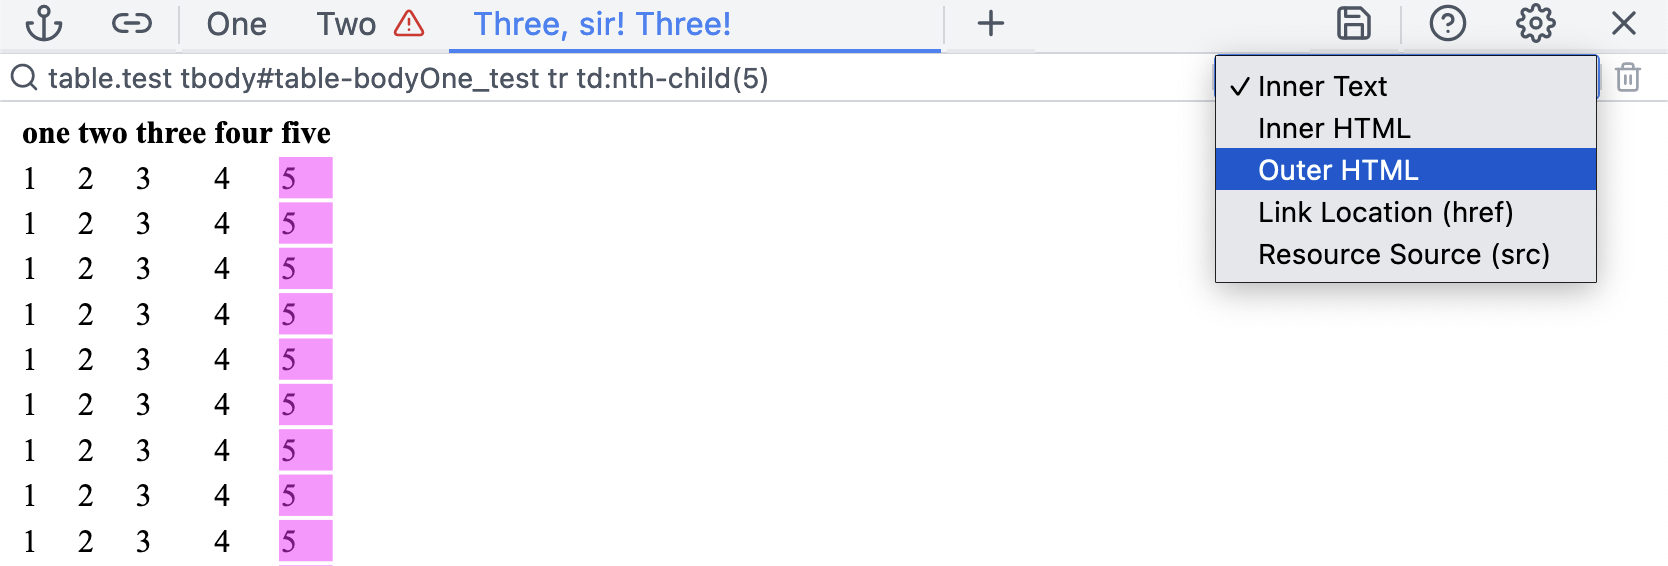 One Two Three, sir! Three!
table.test tbody#table-bodyOne_test tr td:nth-child(5)
✓ Inner Text
Inner HTML
Outer HTML
Link Location (href)
Resource Source (src)
one two three four five
1 2 3 4 5
1 2 3 4 5
1 2 3 4 5
1 2 3 4 5
1 2 3 4 5
1 2 3 4 5
1 2 3 4 5
1 2 3 4 5
1 2 3 4 5